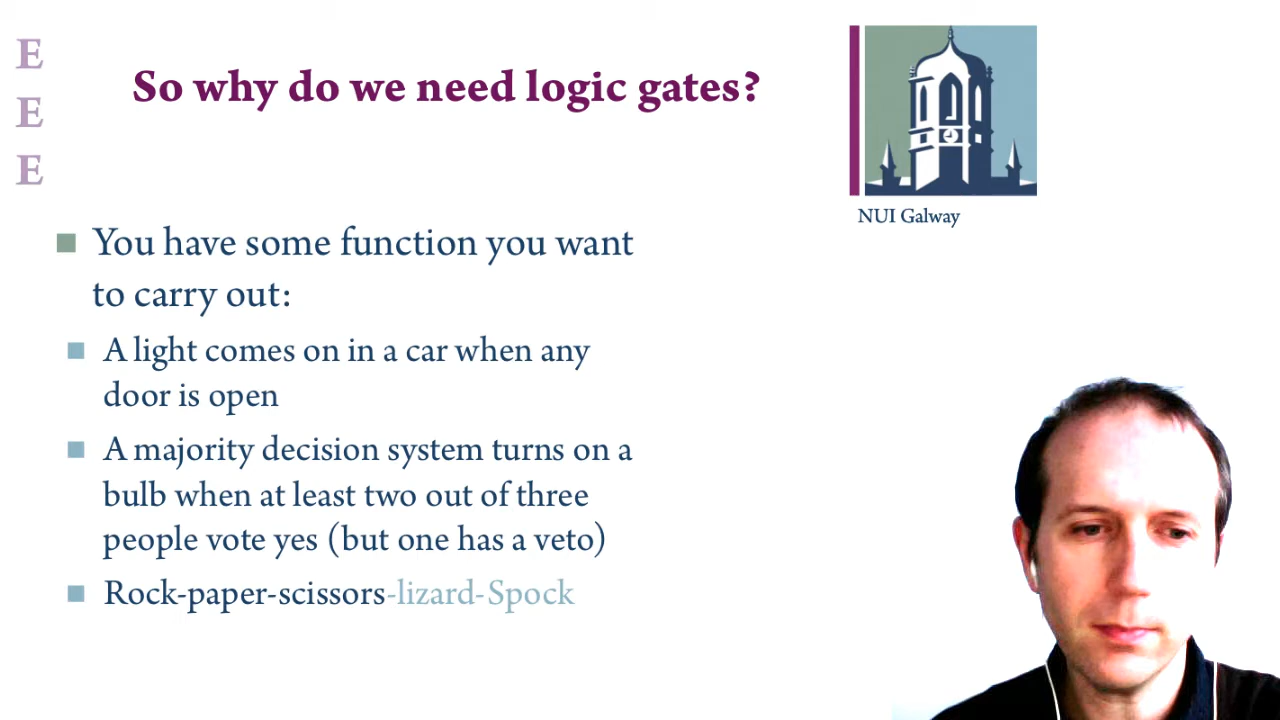 E
E
E
So why do we need logic gates?
NUI Galway
You have some function you want
to carry out:
A light comes on in a car when any
door is open
A majority decision system turns on a
bulb when at least two out of three
people vote yes (but one has a veto)
Rock-paper-scissors-lizard-Spock